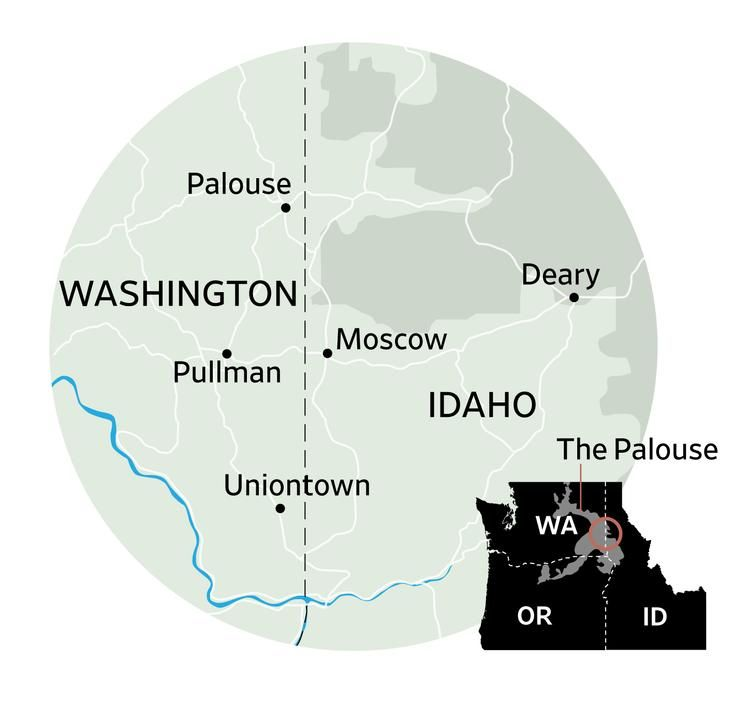 Palouse
Deary
WASHINGTON
Moscow
Pullman
IDAHO
The Palouse
Uniontown
WA
OR
ID